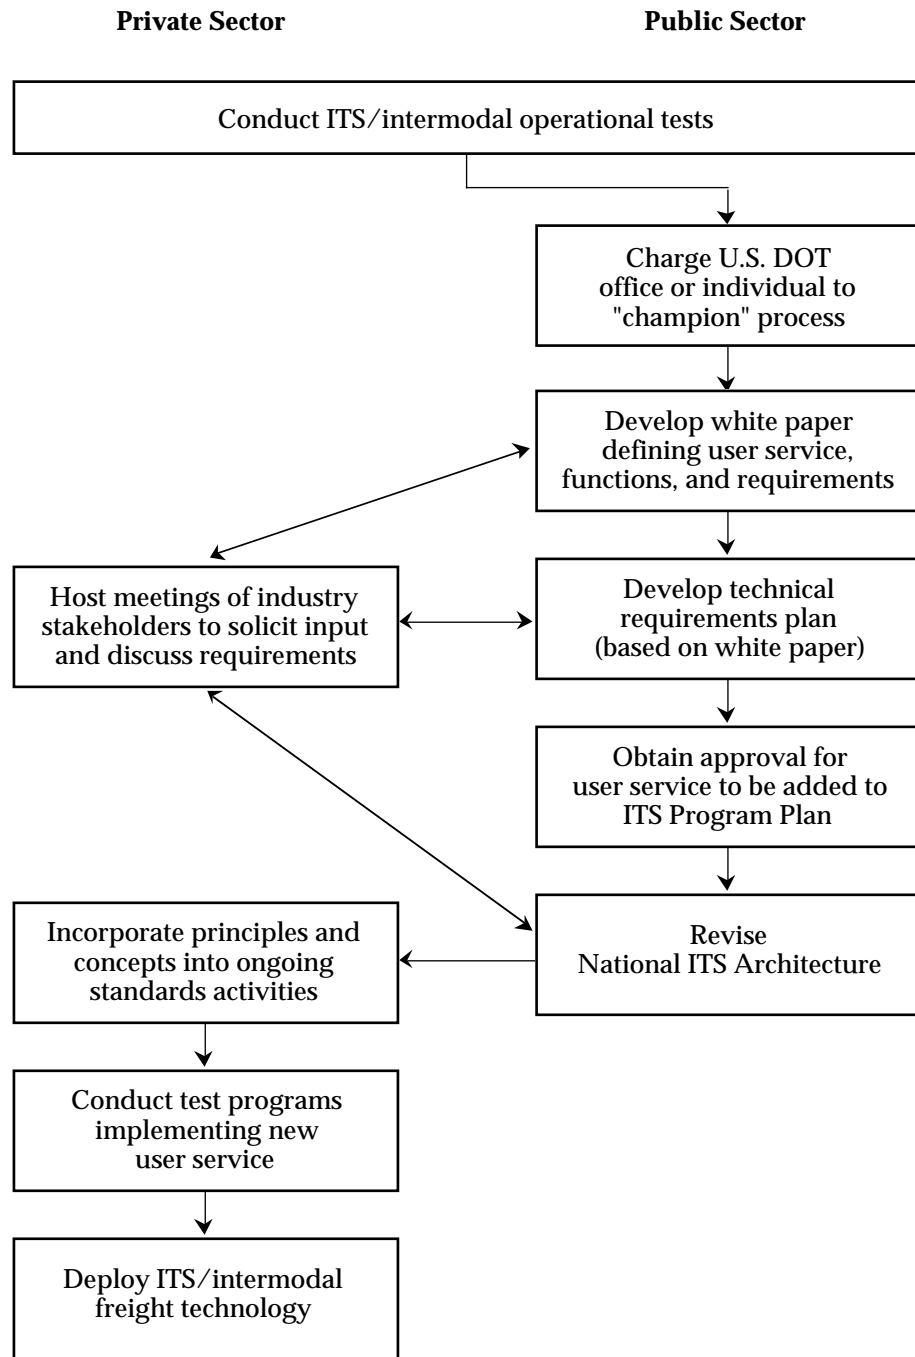 Private Sector
Public Sector
Conduct ITS/intermodal operational tests
Charge U.S. DOT
office or individual to
"champion" process
Develop white paper
defining user service,
functions, and requirements
Host meetings of industry
stakeholders to solicit input
and discuss requirements
Develop technical
requirements plan
(based on white paper)
Obtain approval for
user service to be added to
ITS Program Plan
Revise
National ITS Architecture
Incorporate principles and
concepts into ongoing
standards activities
Conduct test programs
implementing new
user service
Deploy ITS/intermodal
freight technology